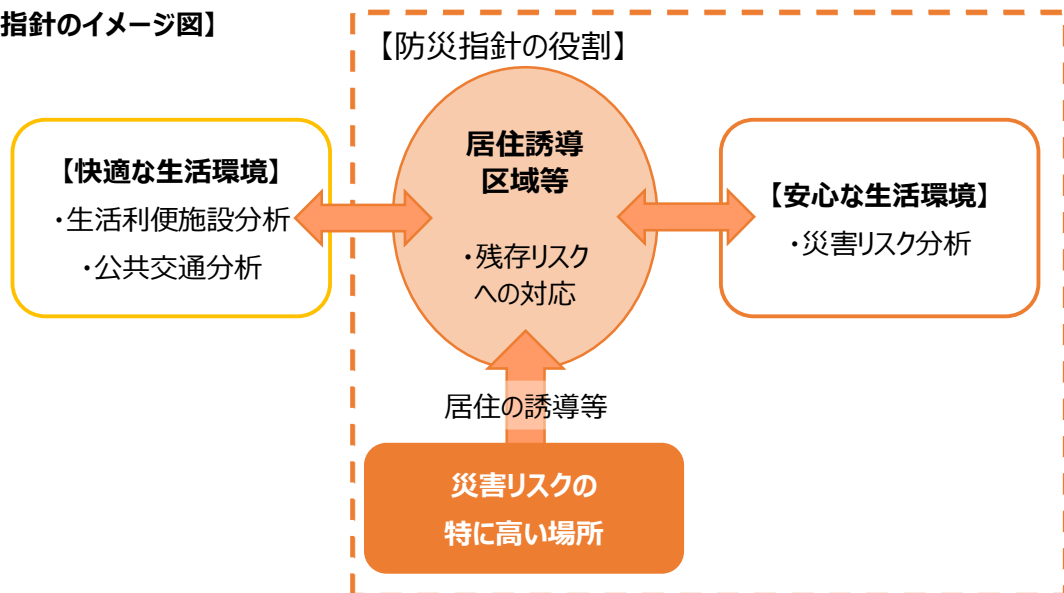 指針のイメージ図】
【防災指針の役割】
【快適な生活環境】
・生活利便施設分析
・公共交通分析
居住誘導
区域等
・残存リスク
への対応
【安心な生活環境】
・災害リスク分析
居住の誘導等
災害リスクの
特に高い場所